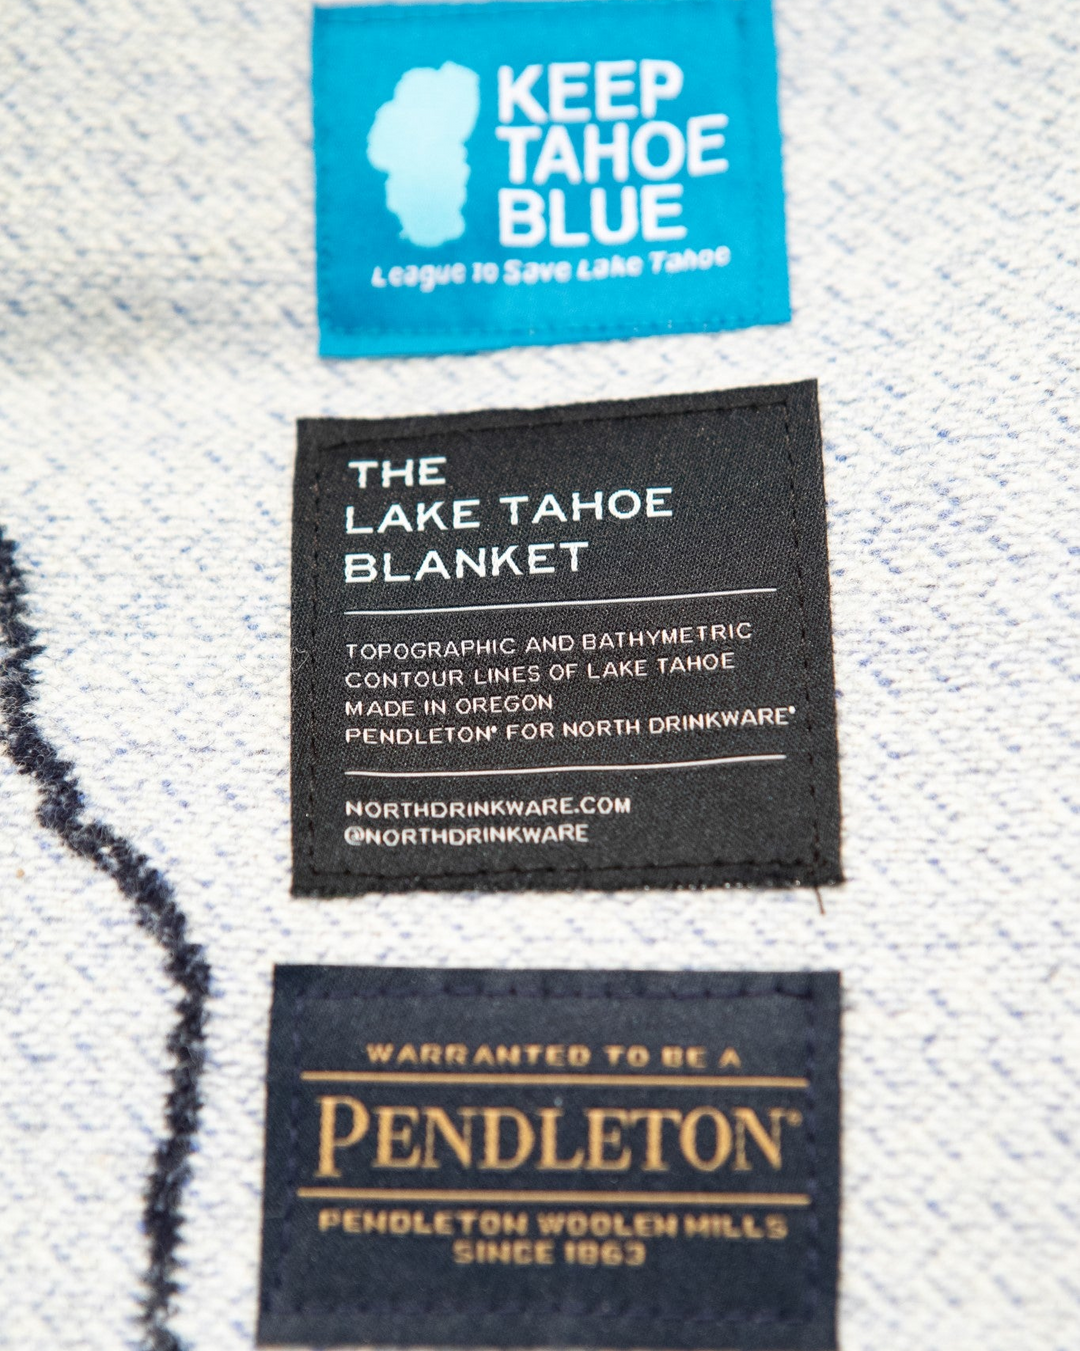 KEEP
TAHOE
BLUE
League to Save Lake Tahoe
THE
LAKE TAHOE
BLANKET
TOPOGRAPHIC AND BATHYMETRIC
CONTOUR LINES OF LAKE TAHOE
MADE IN OREGON
PENDLETON® FOR NORTH DRINKWARE®
NORTHDRINKWARE.COM
@NORTHDRINKWARE
WARRANTED TO BE A
PENDLETON®
PENDLETON WOOLEN MILLS
SINCE 1863